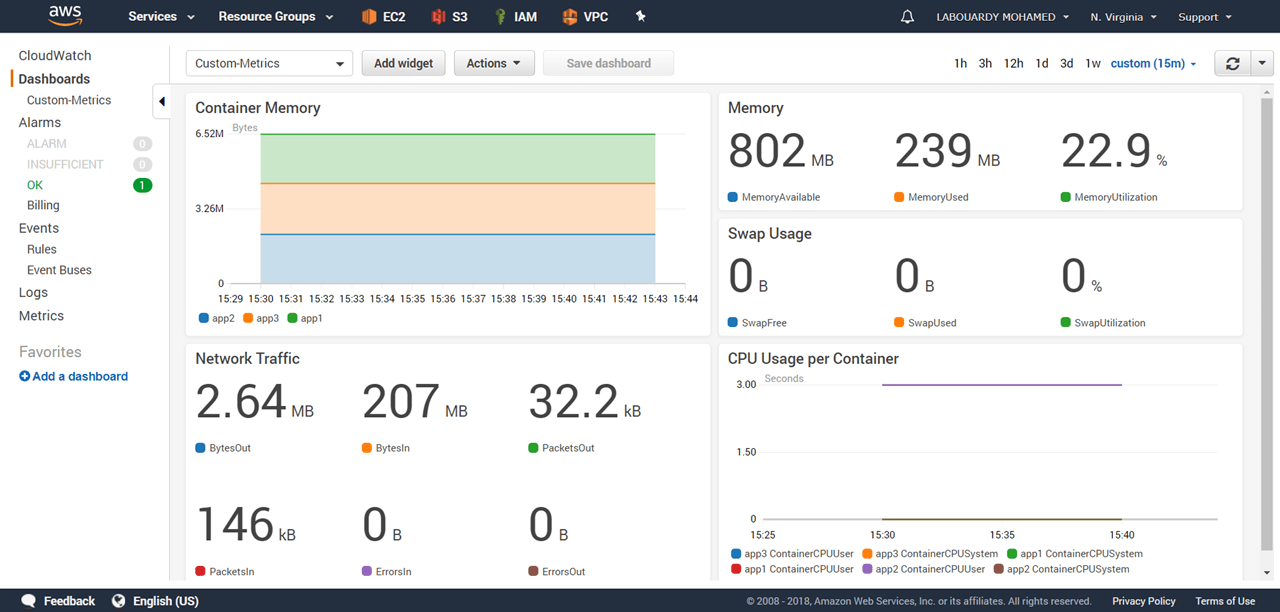 aws Services Resource Groups EC2 S3 IAM VPC LABOUARDY MOHAMED N. Virginia Support
CloudWatch
Dashboards
Custom-Metrics
Alarms
ALARM 0
INSUFFICIENT 0
OK 1
Billing
Events
Rules
Event Buses
Logs
Metrics
Favorites
Add a dashboard
Custom-Metrics Add widget Actions Save dashboard 1h 3h 12h 1d 3d 1w custom (15m)
Container Memory
Bytes
6.52M
3.26M
0
15:29 15:30 15:31 15:32 15:33 15:34 15:35 15:36 15:37 15:38 15:39 15:40 15:41 15:42 15:43 15:44
app2 app3 app1
Memory
802 MB 239 MB 22.9 %
MemoryAvailable MemoryUsed MemoryUtilization
Swap Usage
0 B 0 B 0 %
SwapFree SwapUsed SwapUtilization
Network Traffic
2.64 MB 207 MB 32.2 kB
BytesOut BytesIn PacketsOut
146 kB 0 B 0 B
PacketsIn ErrorsIn ErrorsOut
CPU Usage per Container
Seconds
3.00
1.50
0
15:25 15:30 15:35 15:40
app3 ContainerCPUUser app3 ContainerCPUSystem app1 ContainerCPUSystem
app1 ContainerCPUUser app2 ContainerCPUUser app2 ContainerCPUSystem
Feedback English (US) © 2008 - 2018, Amazon Web Services, Inc. or its affiliates. All rights reserved. Privacy Policy Terms of Use